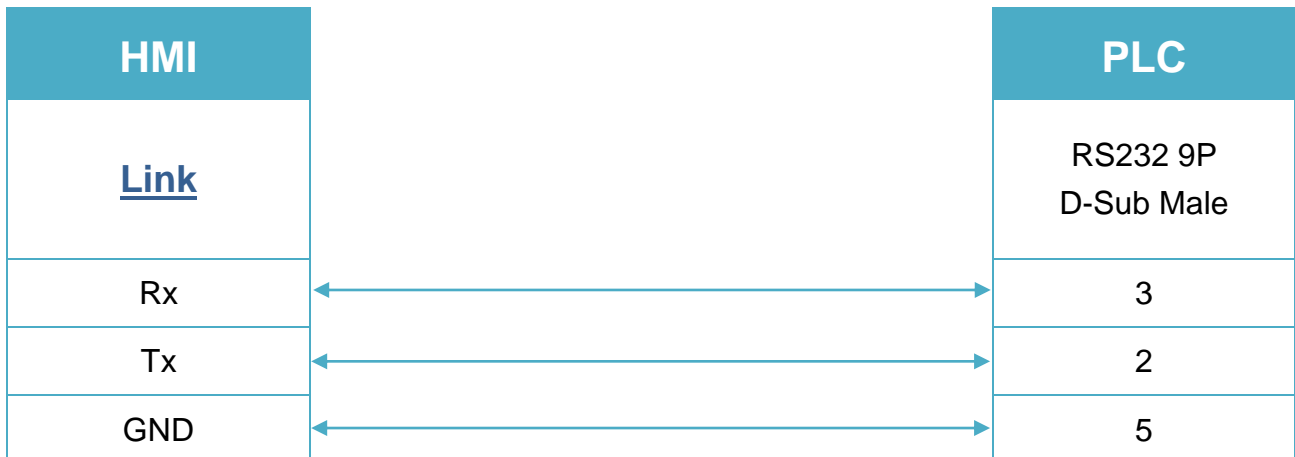 HMI
PLC
Link
RS232 9P
D-Sub Male
Rx
3
Tx
2
GND
5